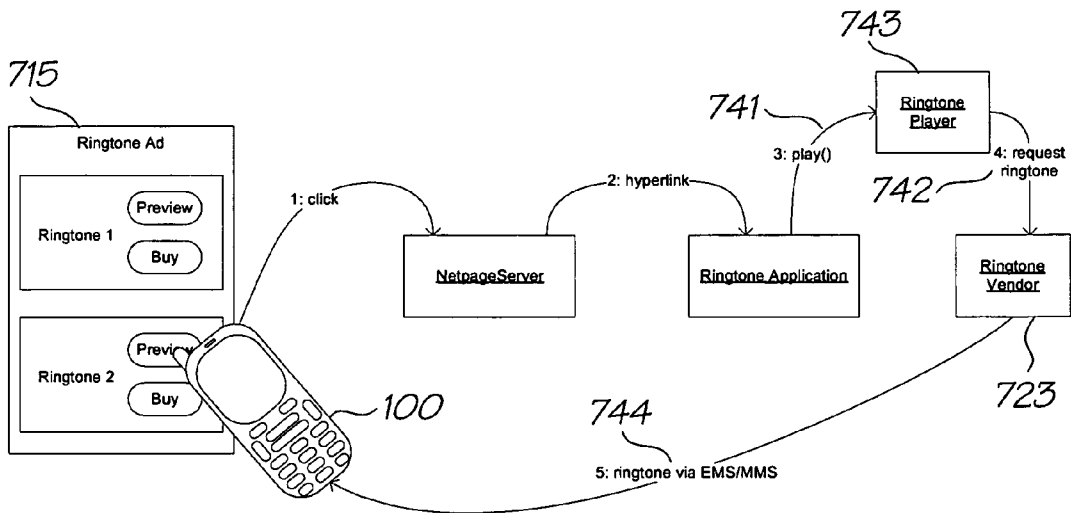 743
715
741
Ringtone
Player
Ringtone Ad
3: play()
4: request
ringtone
742
1: click
2: hyperlink
Preview
Ringtone 1
Buy
NetpageServer
Ringtone Application
Ringtone
Vendor
Preview
Ringtone 2
Buy
100
744
723
5: ringtone via EMS/MMS